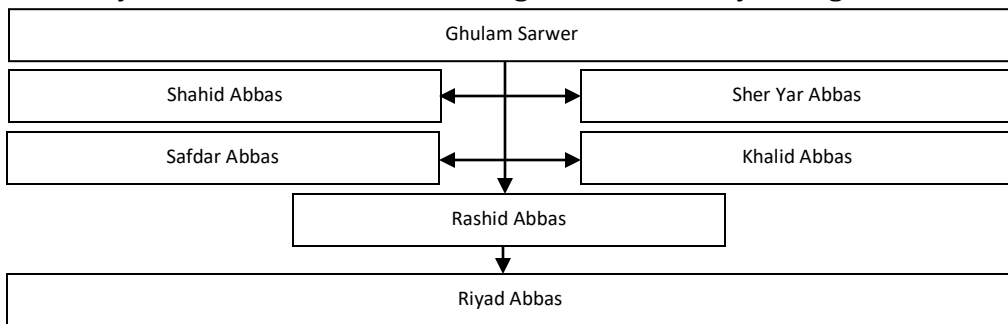 Ghulam Sarwer
Shahid Abbas
Sher Yar Abbas
Safdar Abbas
Khalid Abbas
Rashid Abbas
Riyad Abbas